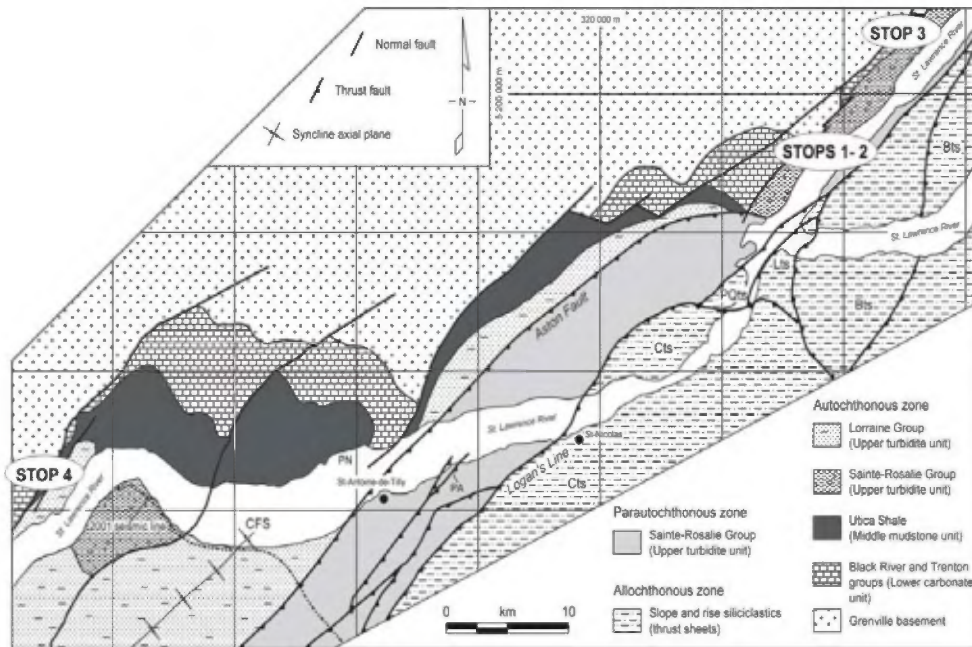 Normal fault
Thrust fault
Syncline axial plane
N
320 000 m
5 200 000 m
STOP 3
St. Lawrence River
STOPS 1- 2
Bts
St. Lawrence River
Lts
PQts
Bts
Aston Fault
Cts
St. Lawrence River
St-Nicolas
Logan's Line
Cts
PN
St-Antoine-de-Tilly
PA
STOP 4
St. Lawrence River
2001 seismic line
CFS
0 km 10
Parautochthonous zone
Sainte-Rosalie Group
(Upper turbidite unit)
Allochthonous zone
Slope and rise siliciclastics
(thrust sheets)
Autochthonous zone
Lorraine Group
(Upper turbidite unit)
Sainte-Rosalie Group
(Upper turbidite unit)
Utica Shale
(Middle mudstone unit)
Black River and Trenton
groups (Lower carbonate
unit)
Grenville basement